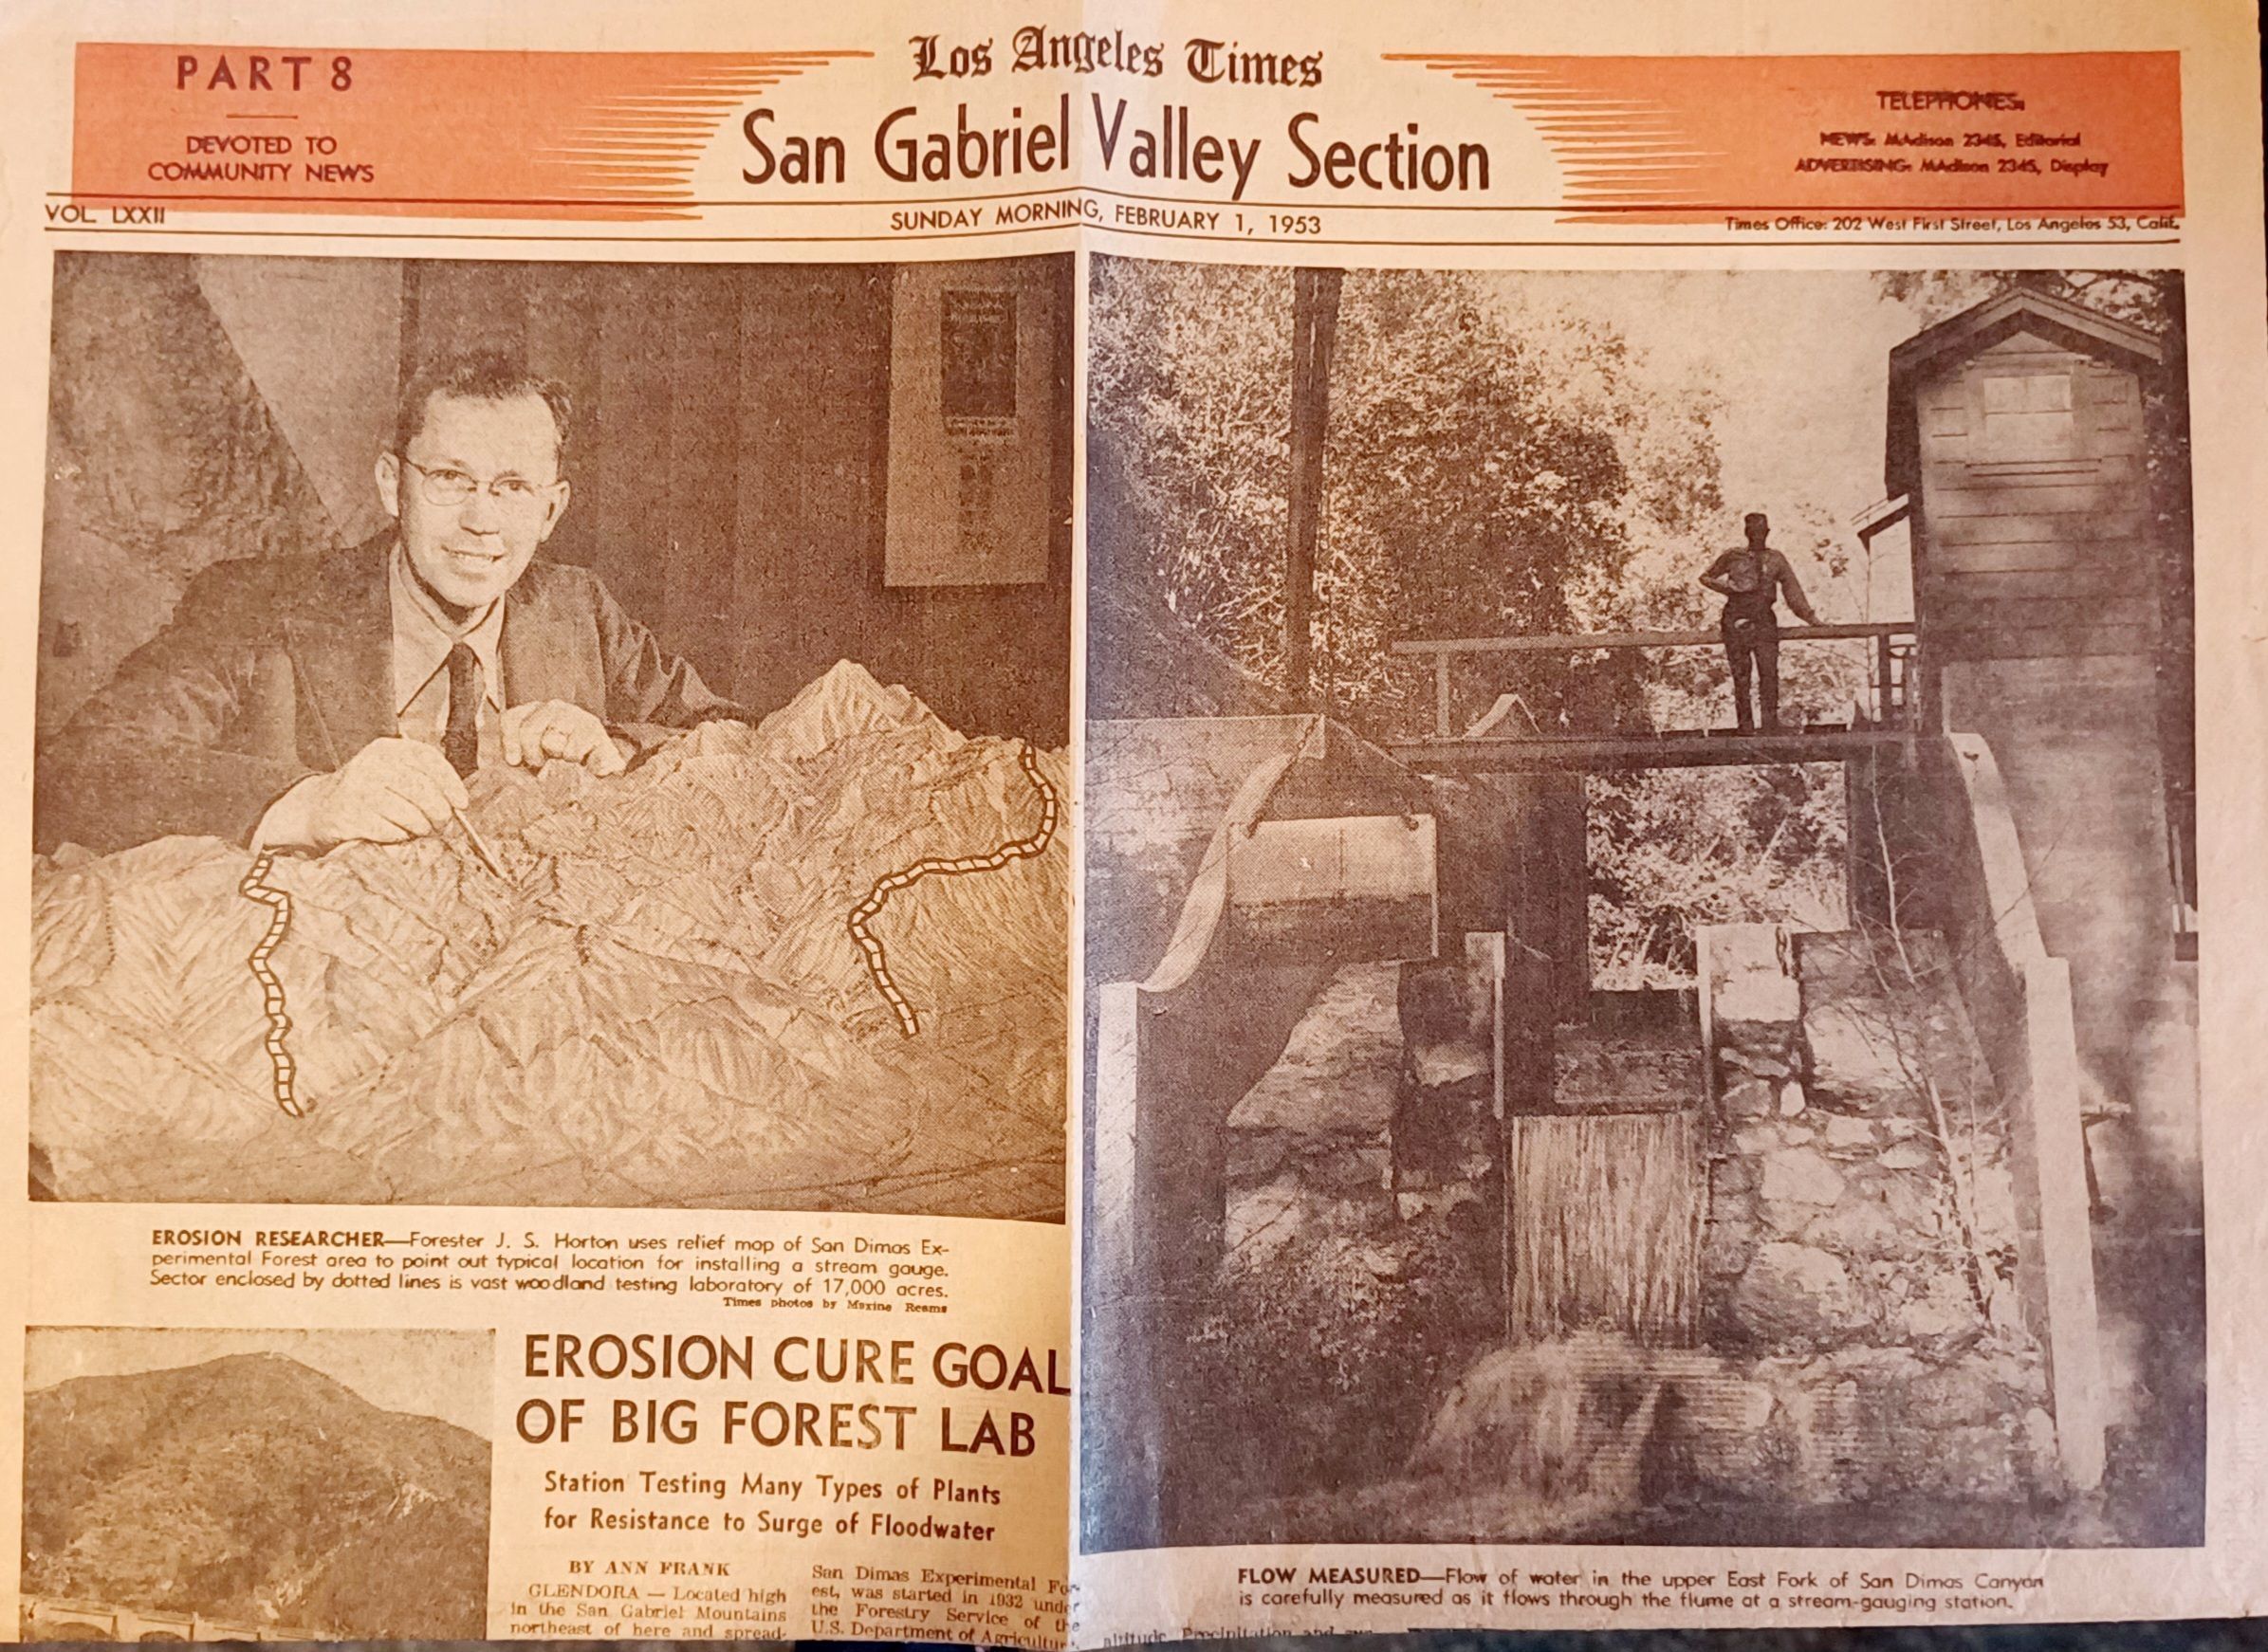 PART 8
DEVOTED TO
COMMUNITY NEWS
Los Angeles Times
San Gabriel Valley Section
TELEPHONES:
NEWS: MAdison 2345, Editorial
ADVERTISING: MAdison 2345, Display
VOL. LXXII
SUNDAY MORNING, FEBRUARY 1, 1953
Times Office: 202 West First Street, Los Angeles 53, Calif.
EROSION RESEARCHER—Forester J. S. Horton uses relief map of San Dimas Ex-
perimental Forest area to point out typical location for installing a stream gauge.
Sector enclosed by dotted lines is vast woodland testing laboratory of 17,000 acres.
Times photos by Maxine Reams
EROSION CURE GOAL
OF BIG FOREST LAB
Station Testing Many Types of Plants
for Resistance to Surge of Floodwater
BY ANN FRANK
GLENDORA — Located high
in the San Gabriel Mountains
northeast of here and spread-
San Dimas Experimental For-
est, was started in 1932 under
the Forestry Service of the
U.S. Department of Agriculture,
FLOW MEASURED—Flow of water in the upper East Fork of San Dimas Canyon
is carefully measured as it flows through the flume at a stream-gauging station.
altitude. Precipitation and